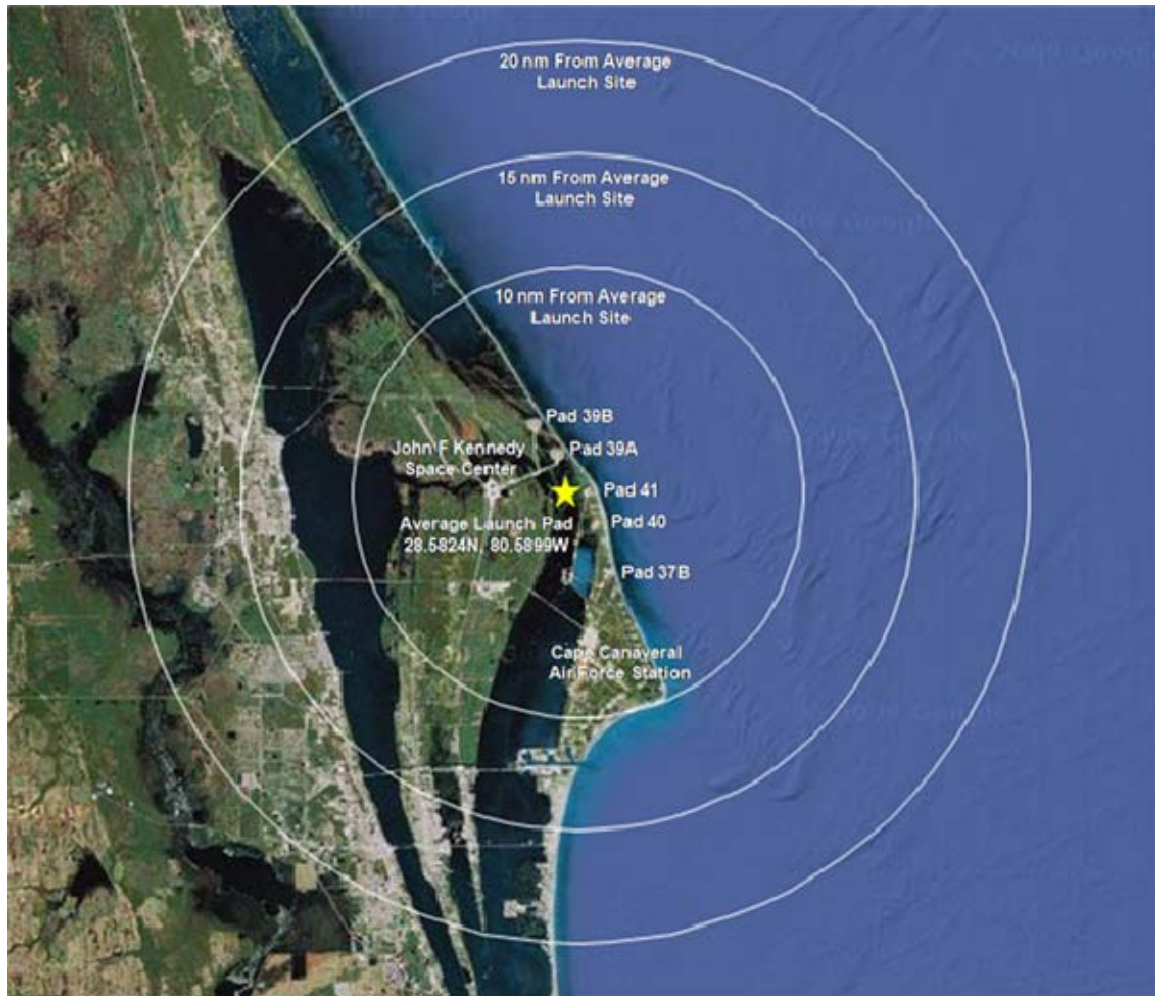 20 nm From Average
Launch Site
15 nm From Average
Launch Site
10 nm From Average
Launch Site
Pad 39B
John F Kennedy
Space Center
Pad 39A
Pad 41
Average Launch Pad
28.5824N, 80.5899W
Pad 40
Pad 37B
Cape Canaveral
Air Force Station